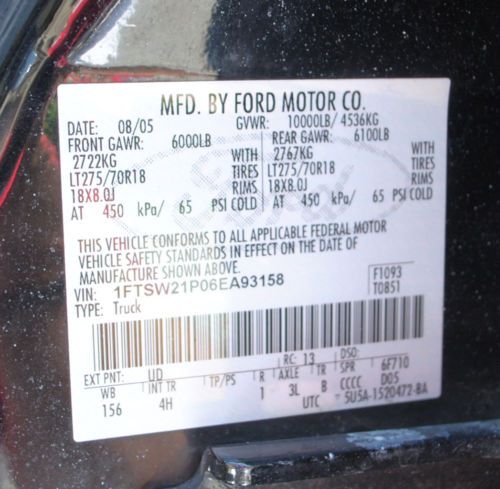 MFD. BY FORD MOTOR CO.
DATE: 08/05 GVWR: 10000LB/ 4536KG
FRONT GAWR: 6000LB REAR GAWR: 6100LB
2722KG WITH 2767KG WITH
LT275/70R18 TIRES LT275/70R18 TIRES
18X8.0J RIMS 18X8.0J RIMS
AT 450 kPa/ 65 PSI COLD AT 450 kPa/ 65 PSI COLD
THIS VEHICLE CONFORMS TO ALL APPLICABLE FEDERAL MOTOR
VEHICLE SAFETY STANDARDS IN EFFECT ON THE DATE OF
MANUFACTURE SHOWN ABOVE.
VIN: 1FTSW21P06EA93158 F1093
TYPE: Truck T0851
EXT PNT: UD RC: 13 DSO:
WB INT TR TP/PS R AXLE TR SPR 6F710
156 4H 1 3L B CCCC D05
UTC 5U5A-1520472-BA